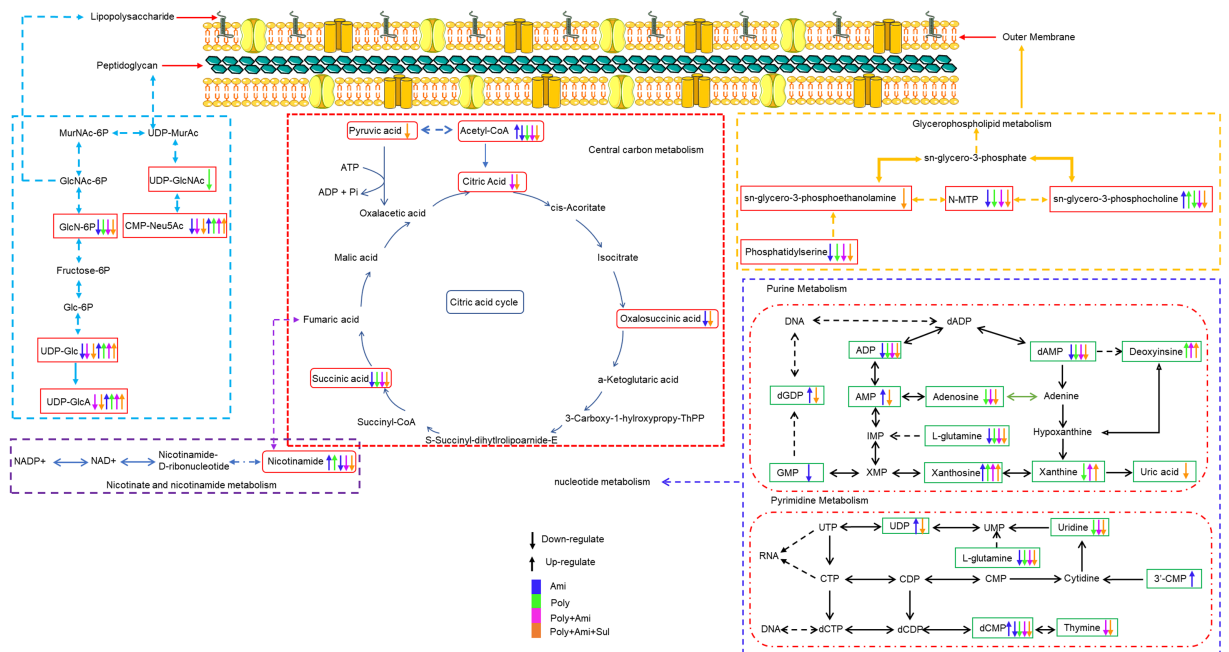 Lipopolysaccharide
Outer Membrane
Peptidoglycan
MurNAc-6P
UDP-MurAc
GlcNAc-6P
UDP-GlcNAc
GlcN-6P
CMP-Neu5Ac
Fructose-6P
Glc-6P
UDP-Glc
UDP-GlcA
Pyruvic acid
Acetyl-CoA
Central carbon metabolism
ATP
ADP + Pi
Citric Acid
Oxalacetic acid
cis-Acoritate
Malic acid
Isocitrate
Citric acid cycle
Fumaric acid
Oxalosuccinic acid
Succinic acid
a-Ketoglutaric acid
Succinyl-CoA
3-Carboxy-1-hylroxypropy-ThPP
S-Succinyl-dihytlrolipoarnide-E
NADP+
NAD+
Nicotinamide-
D-ribonucleotide
Nicotinamide
Nicotinate and nicotinamide metabolism
Glycerophospholipid metabolism
sn-glycero-3-phosphate
sn-glycero-3-phosphoethanolamine
N-MTP
sn-glycero-3-phosphocholine
Phosphatidylserine
Purine Metabolism
DNA
dADP
ADP
dAMP
Deoxyinsine
dGDP
AMP
Adenosine
Adenine
IMP
L-glutamine
Hypoxanthine
GMP
XMP
Xanthosine
Xanthine
Uric acid
nucleotide metabolism
Pyrimidine Metabolism
UTP
UDP
UMP
Uridine
RNA
L-glutamine
CTP
CDP
CMP
Cytidine
3'-CMP
DNA
dCTP
dCDP
dCMP
Thymine
Down-regulate
Up-regulate
Ami
Poly
Poly+Ami
Poly+Ami+Sul